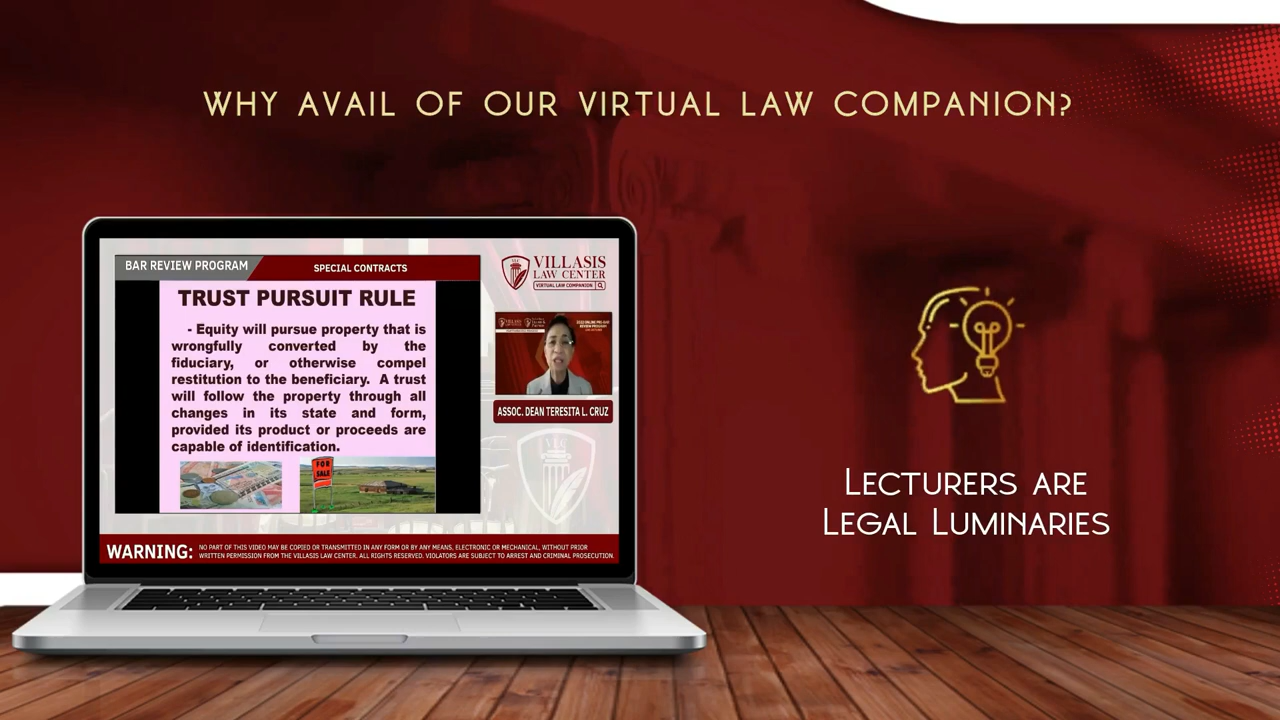 WHY AVAIL OF OUR VIRTUAL LAW COMPANION?
BAR REVIEW PROGRAM
SPECIAL CONTRACTS
VILLASIS
LAW CENTER
VIRTUAL LAW COMPANION
TRUST PURSUIT RULE
- Equity will pursue property that is
wrongfully converted by the
fiduciary, or otherwise compel
restitution to the beneficiary. A trust
will follow the property through all
changes in its state and form,
provided its product or proceeds are
capable of identification.
FOR
SALE
ASSOC. DEAN TERESITA L. CRUZ
VLC
WARNING:
NO PART OF THIS VIDEO MAY BE COPIED OR TRANSMITTED IN ANY FORM OR BY ANY MEANS, ELECTRONIC OR MECHANICAL, WITHOUT PRIOR
WRITTEN PERMISSION FROM THE VILLASIS LAW CENTER. ALL RIGHTS RESERVED. VIOLATORS ARE SUBJECT TO ARREST AND CRIMINAL PROSECUTION.
LECTURERS ARE
LEGAL LUMINARIES